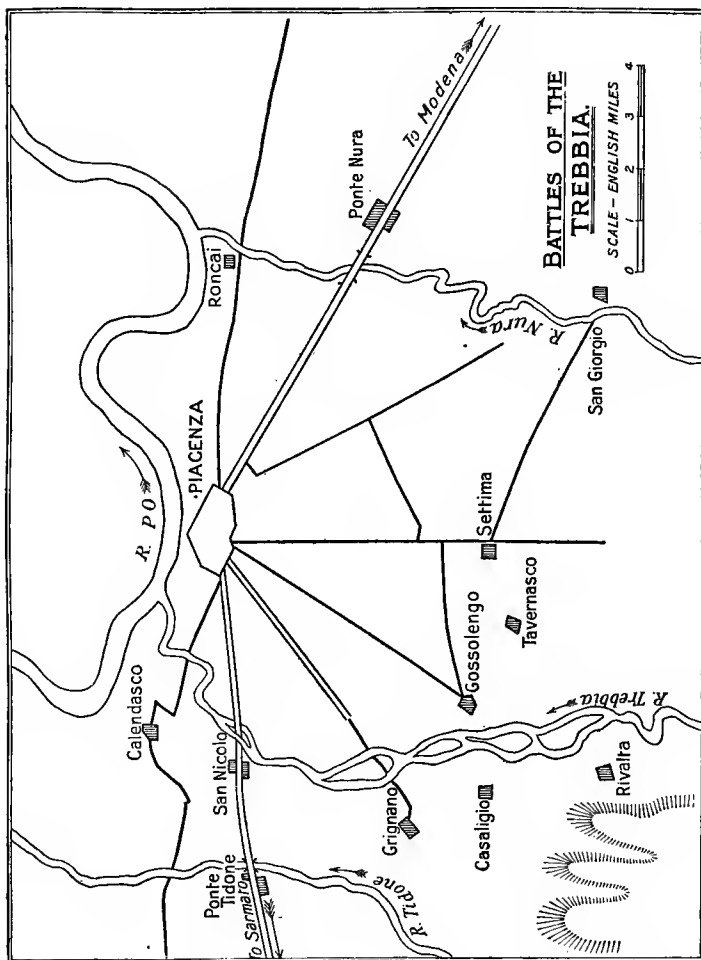 R. PO
PIACENZA
Calendasco
Roncai
San Nicolo
Ponte
Tidone
To Sarmato
R. Tidone
Grignano
Casaligio
Rivalta
R. Trebbia
Gossolengo
Tavernasco
Settima
Ponte Nura
To Modena
R. Nura
San Giorgio
BATTLES OF THE
TREBBIA.
SCALE – ENGLISH MILES
0 1 2 3 4